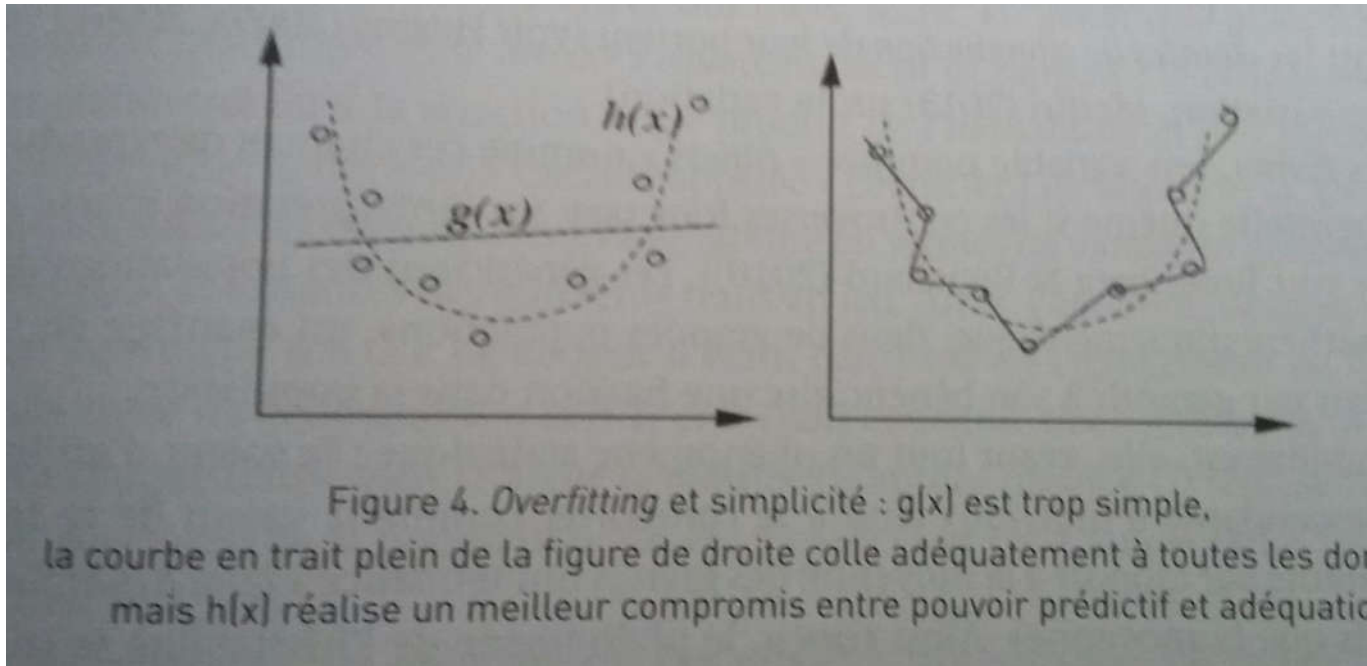 h(x)
g(x)
Figure 4. Overfitting et simplicité : g(x) est trop simple,
la courbe en trait plein de la figure de droite colle adéquatement à toutes les
mais h(x) réalise un meilleur compromis entre pouvoir prédictif et